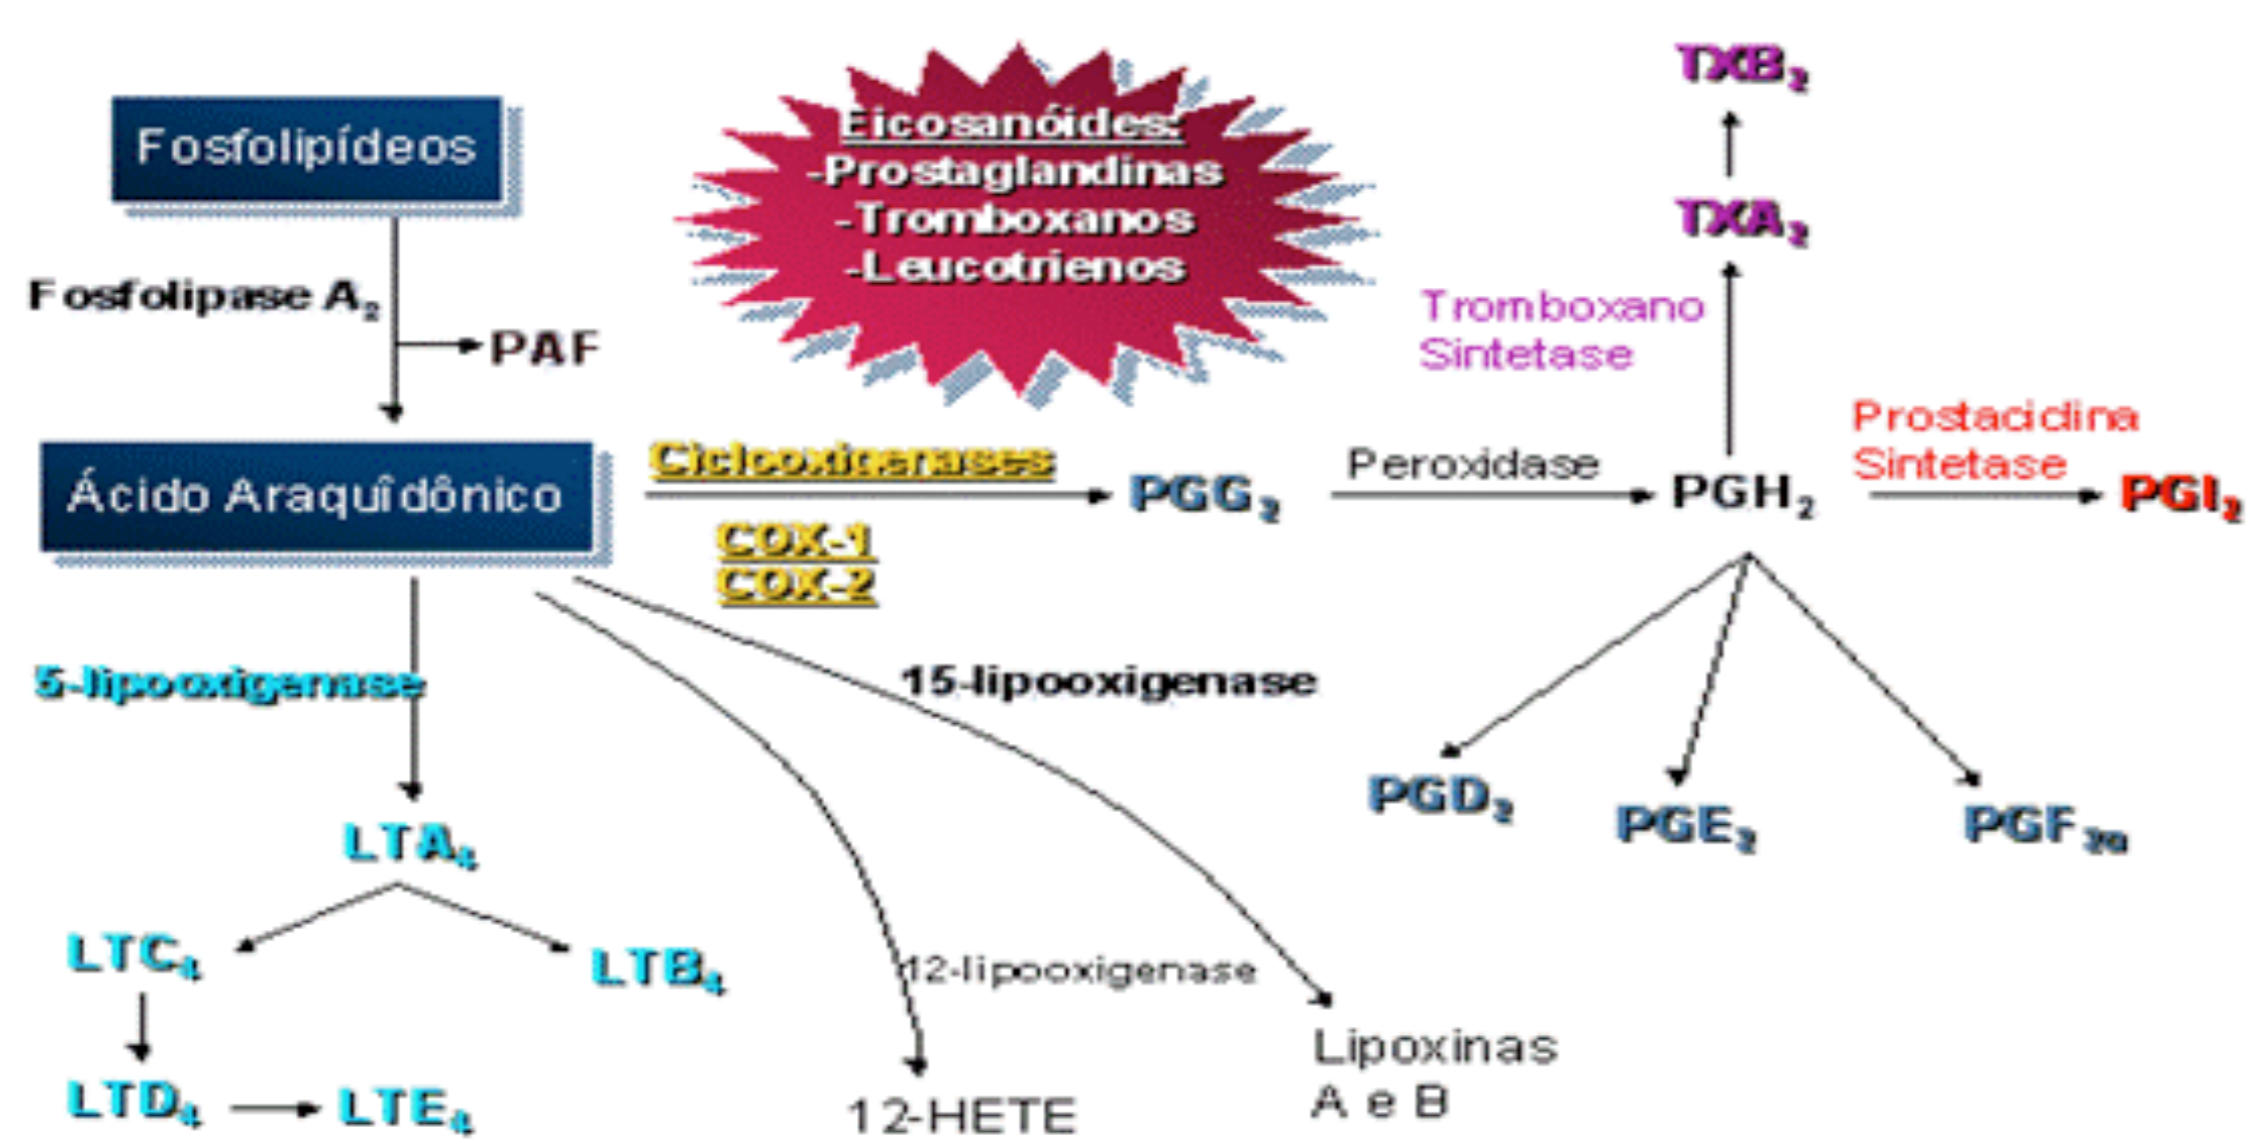 TXB₂
Eicosanóides:
-Prostaglandinas
-Tromboxanos
-Leucotrienos
Fosfolipídeos
TXA₂
Fosfolipase A₂
PAF
Tromboxano
Sintetase
Ácido Araquîdônico
Ciclooxigenases
COX-1
COX-2
PGG₂
Peroxidase
PGH₂
Prostaciclina
Sintetase
PGI₂
5-lipooxigenase
15-lipooxigenase
PGD₂
PGE₂
PGF₂α
LTA₄
LTC₄
LTB₄
12-lipooxigenase
LTD₄
LTE₄
12-HETE
Lipoxinas
A e B